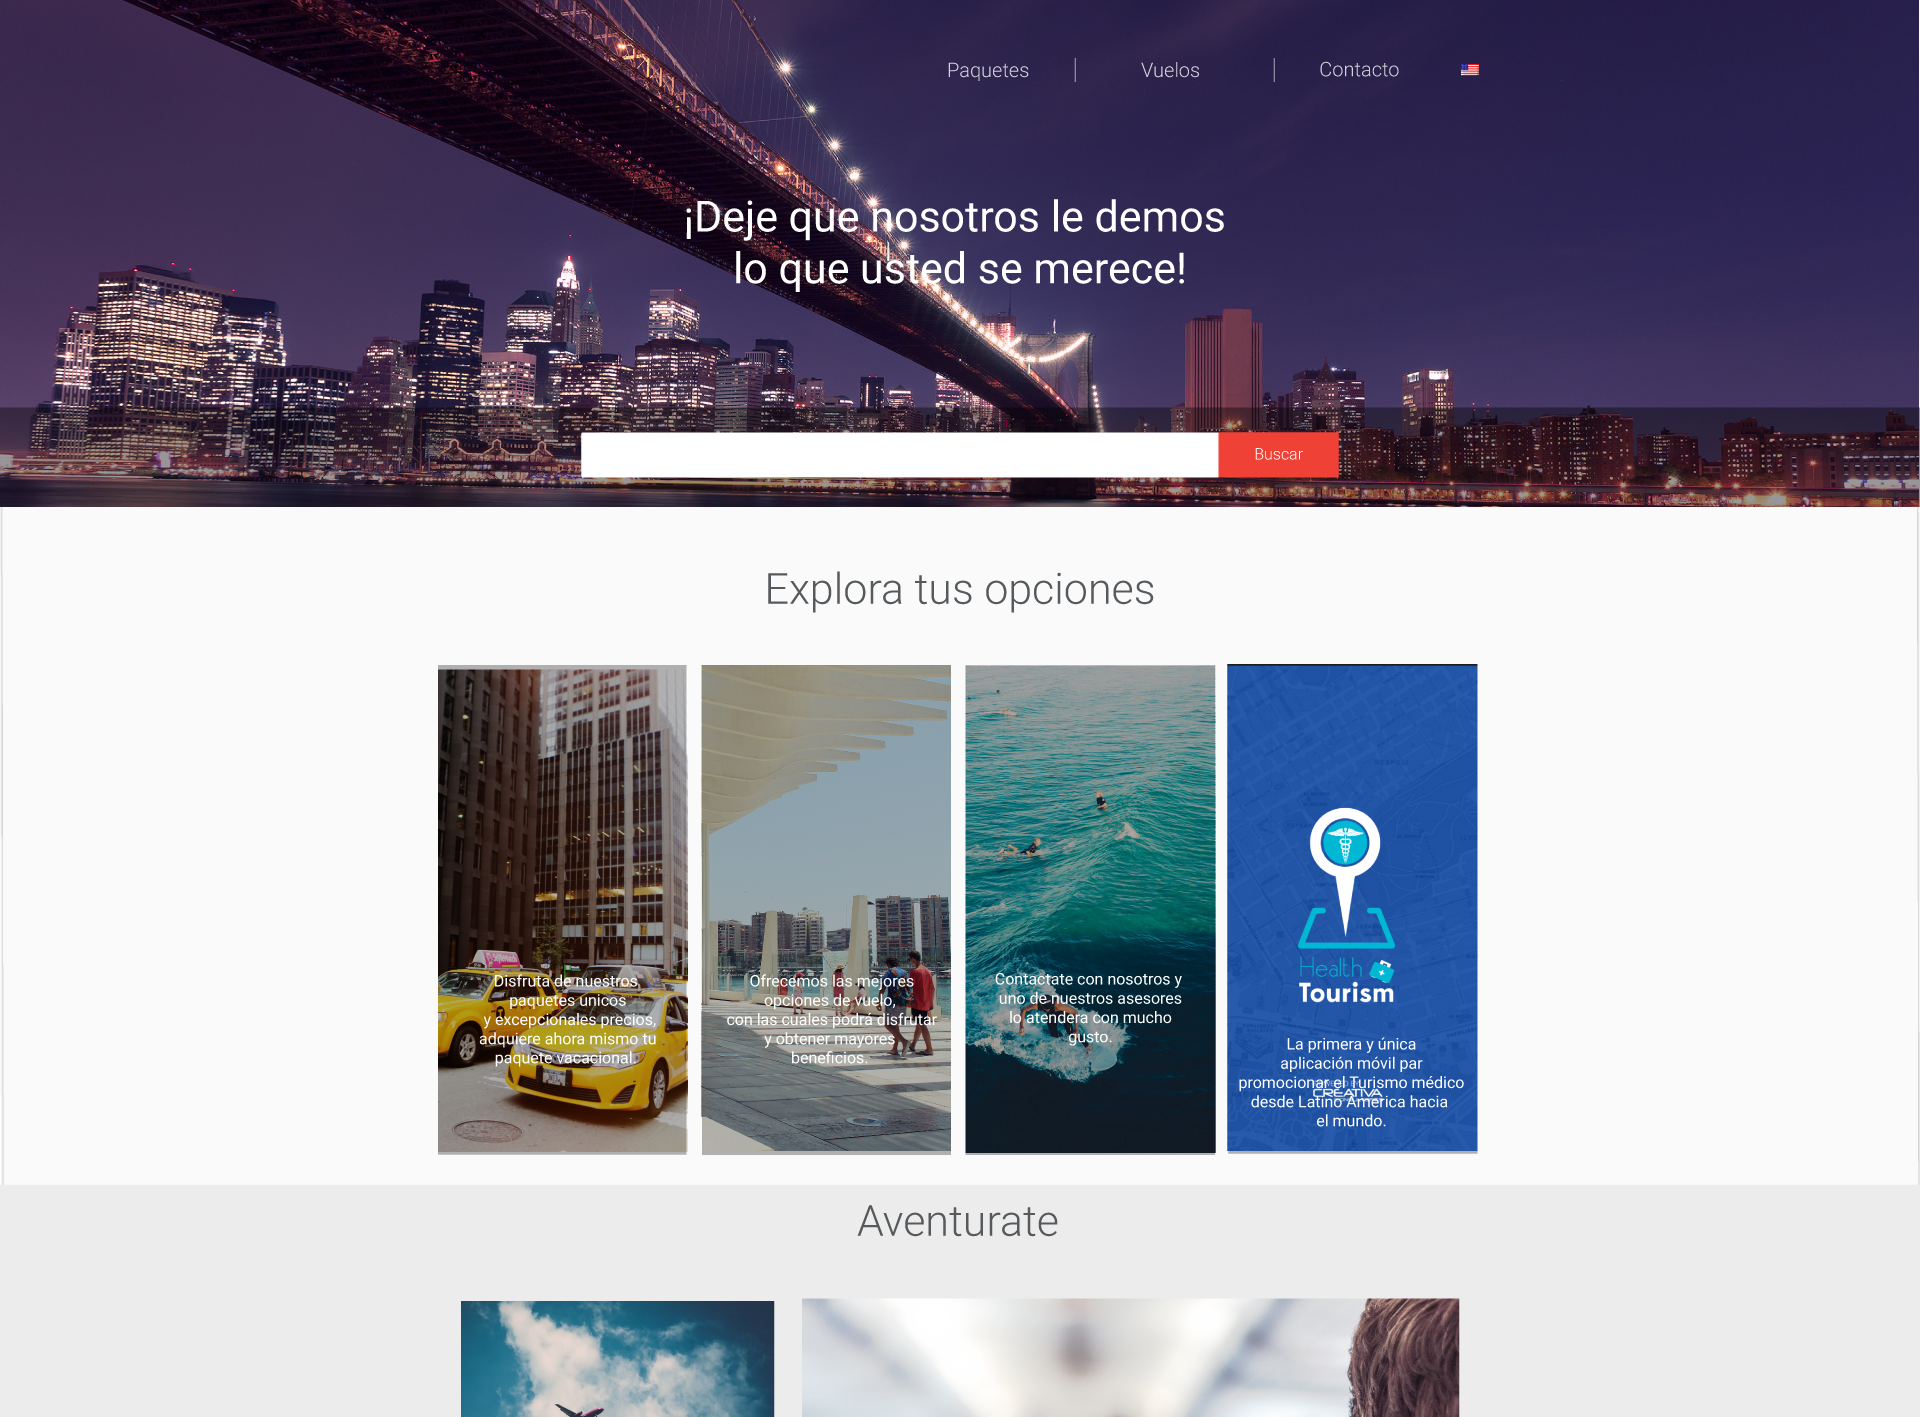 Paquetes
Vuelos
Contacto
¡Deje que nosotros le demos
lo que usted se merece!
Buscar
Explora tus opciones
Disfruta de nuestros
paquetes unicos
y excepcionales precios,
adquiere ahora mismo tu
paquete vacacional.
Ofrecemos las mejores
opciones de vuelo,
con las cuales podrá disfrutar
y obtener mayores
beneficios.
Contactate con nosotros y
uno de nuestros asesores
lo atendera con mucho
gusto.
Health
Tourism
La primera y única
aplicación móvil par
promocionar el Turismo médico
CREATIVA
desde Latino América hacia
el mundo.
Aventurate